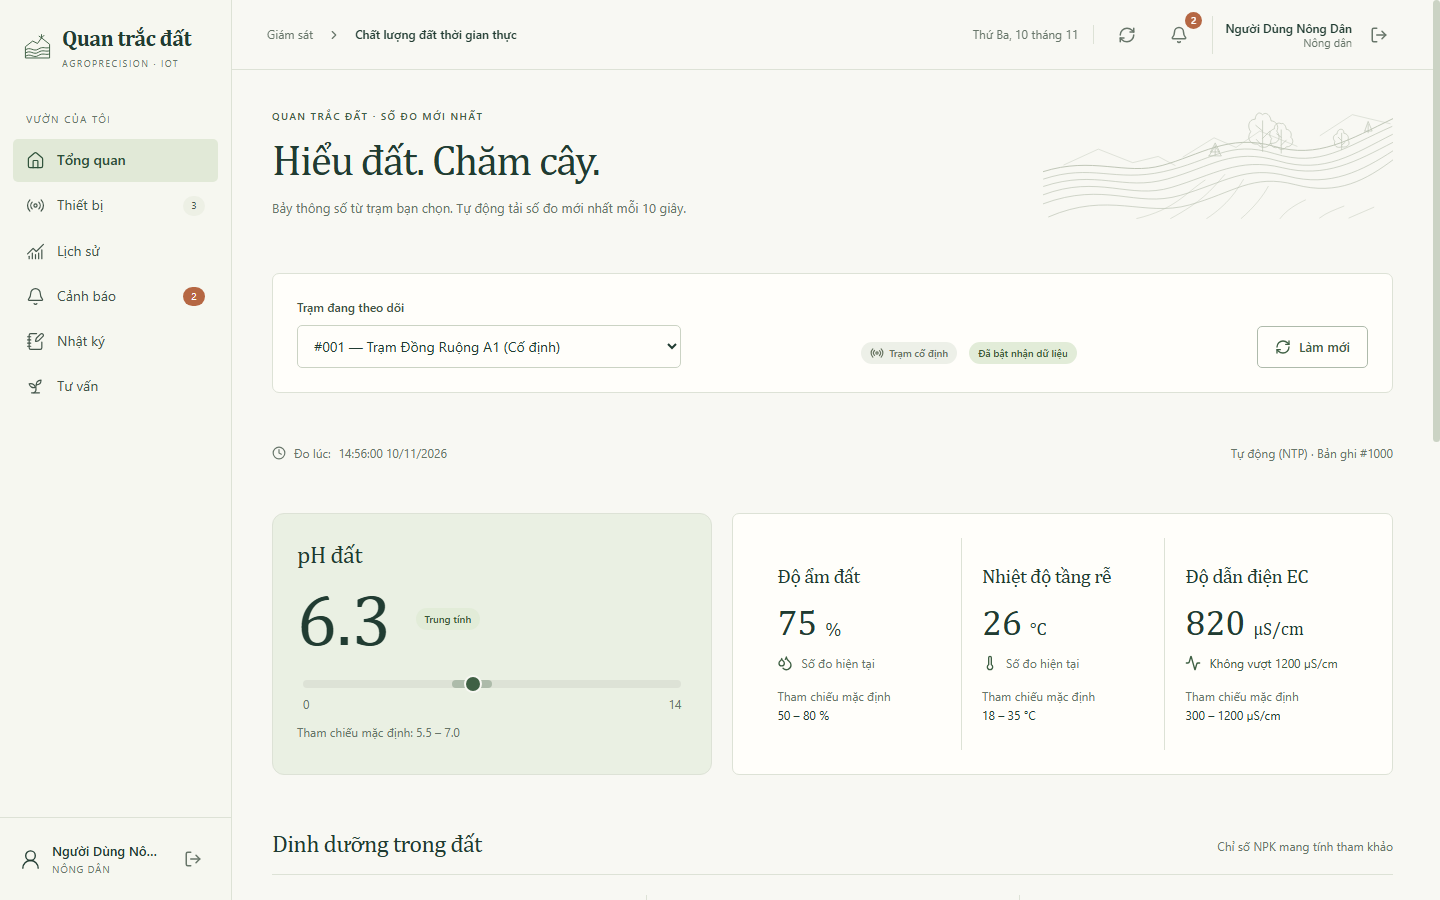 Quan trắc đất
AGROPRECISION · IOT
VƯỜN CỦA TÔI
Tổng quan
Thiết bị 3
Lịch sử
Cảnh báo 2
Nhật ký
Tư vấn
Người Dùng Nô...
NÔNG DÂN
Giám sát > Chất lượng đất thời gian thực
Thứ Ba, 10 tháng 11
2
Người Dùng Nông Dân
Nông dân
QUAN TRẮC ĐẤT · SỐ ĐO MỚI NHẤT
Hiểu đất. Chăm cây.
Bảy thông số từ trạm bạn chọn. Tự động tải số đo mới nhất mỗi 10 giây.
Trạm đang theo dõi
#001 — Trạm Đồng Ruộng A1 (Cố định)
Trạm cố định
Đã bật nhận dữ liệu
Làm mới
Đo lúc: 14:56:00 10/11/2026
Tự động (NTP) · Bản ghi #1000
pH đất
6.3
Trung tính
0 14
Tham chiếu mặc định: 5.5 – 7.0
Độ ẩm đất
75 %
Số đo hiện tại
Tham chiếu mặc định
50 – 80 %
Nhiệt độ tầng rễ
26 °C
Số đo hiện tại
Tham chiếu mặc định
18 – 35 °C
Độ dẫn điện EC
820 µS/cm
Không vượt 1200 µS/cm
Tham chiếu mặc định
300 – 1200 µS/cm
Dinh dưỡng trong đất
Chỉ số NPK mang tính tham khảo